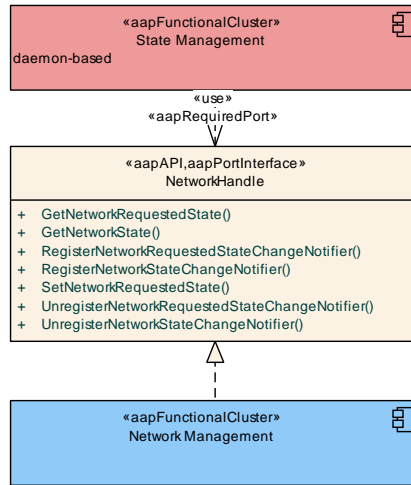 «aapFunctionalCluster»
State Management
daemon-based
«use»
«aapRequiredPort»
«aapAPI,aapPortInterface»
NetworkHandle
+ GetNetworkRequestedState()
+ GetNetworkState()
+ RegisterNetworkRequestedStateChangeNotifier()
+ RegisterNetworkStateChangeNotifier()
+ SetNetworkRequestedState()
+ UnregisterNetworkRequestedStateChangeNotifier()
+ UnregisterNetworkStateChangeNotifier()
«aapFunctionalCluster»
Network Management